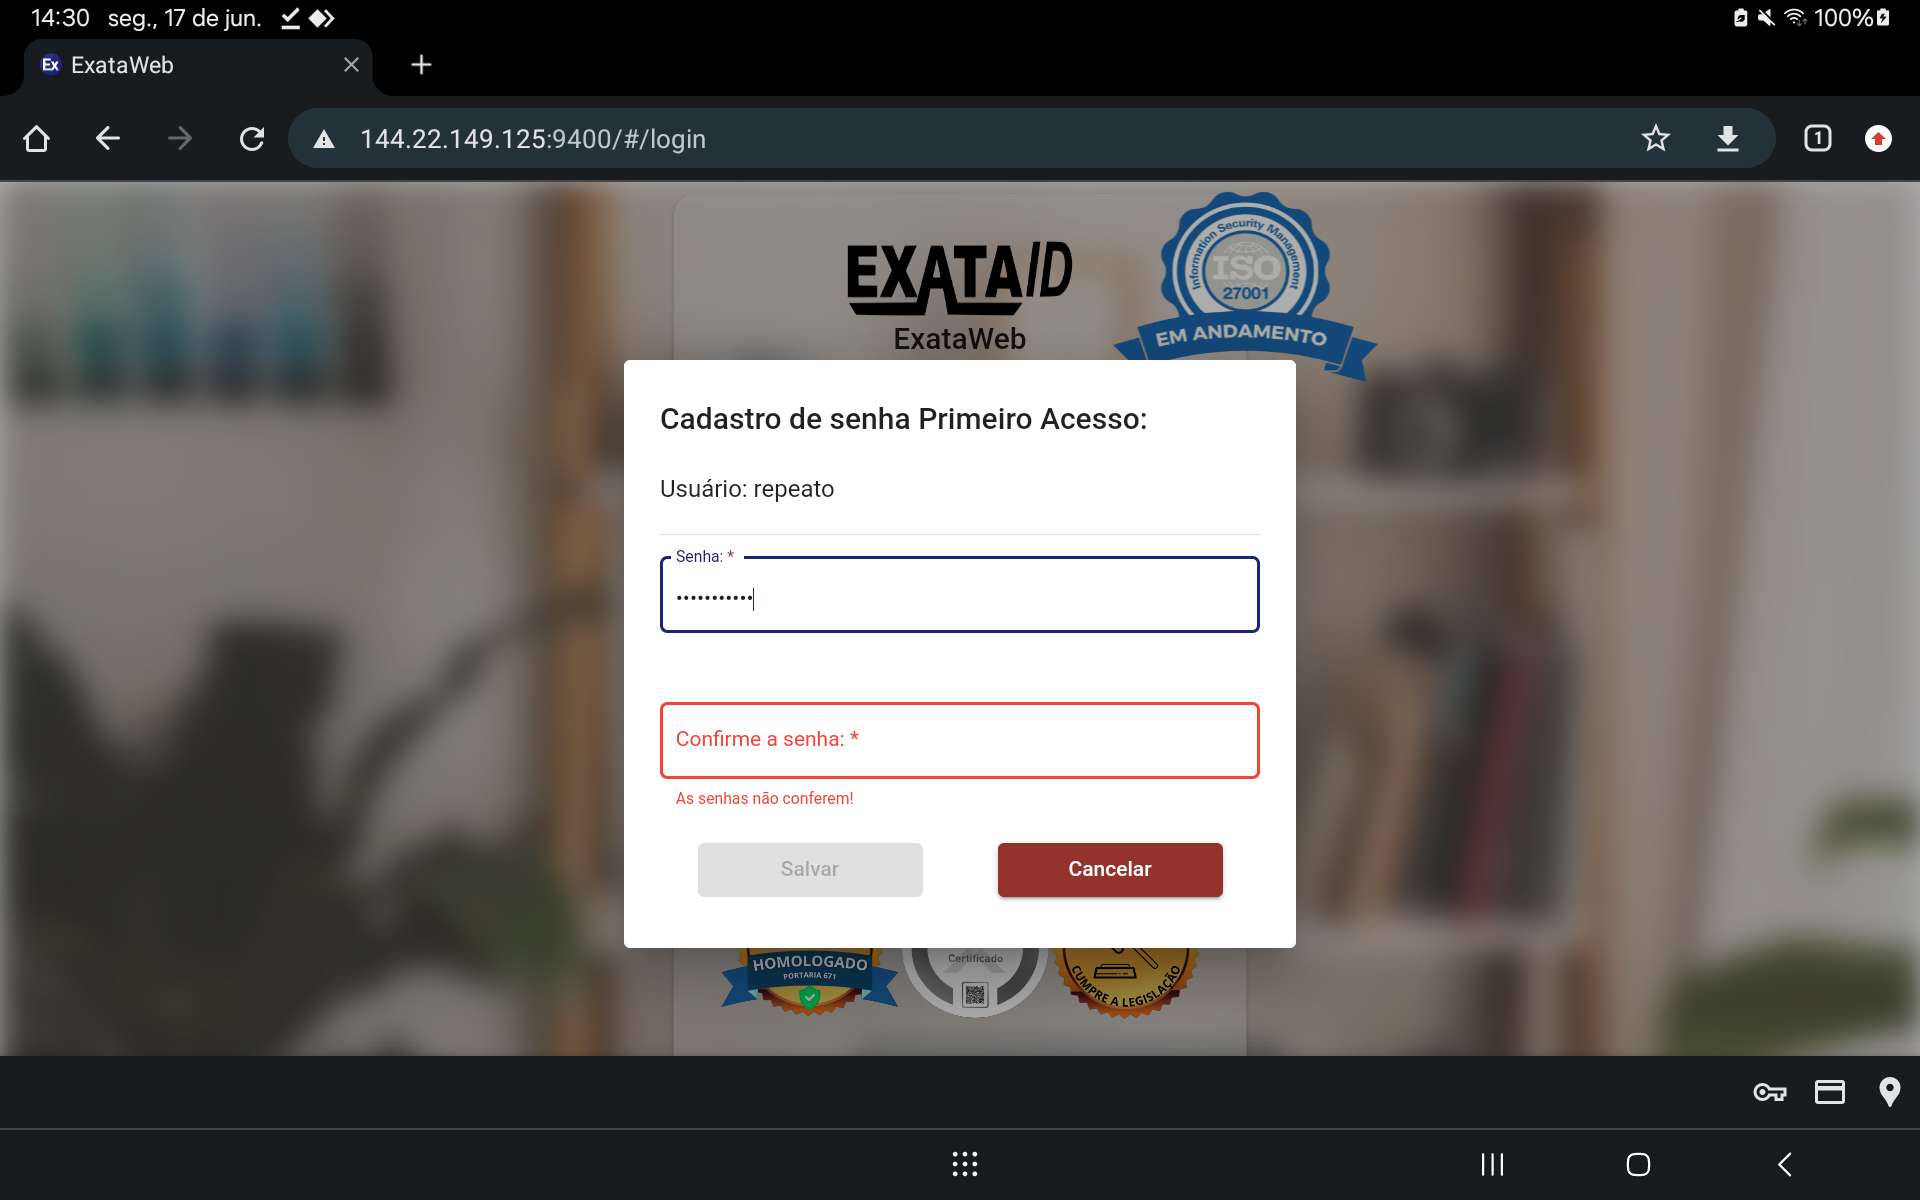 14:30 seg., 17 de jun.
100%
Ex ExataWeb
144.22.149.125:9400/#/login
1
EXATAID
ExataWeb
Information Security Management
ISO
27001
EM ANDAMENTO
Cadastro de senha Primeiro Acesso:
Usuário: repeato
Senha: *
•••••••••••
Confirme a senha: *
As senhas não conferem!
Salvar
Cancelar
HOMOLOGADO
PORTARIA 671
Certificado
CUMPRE A LEGISLAÇÃO